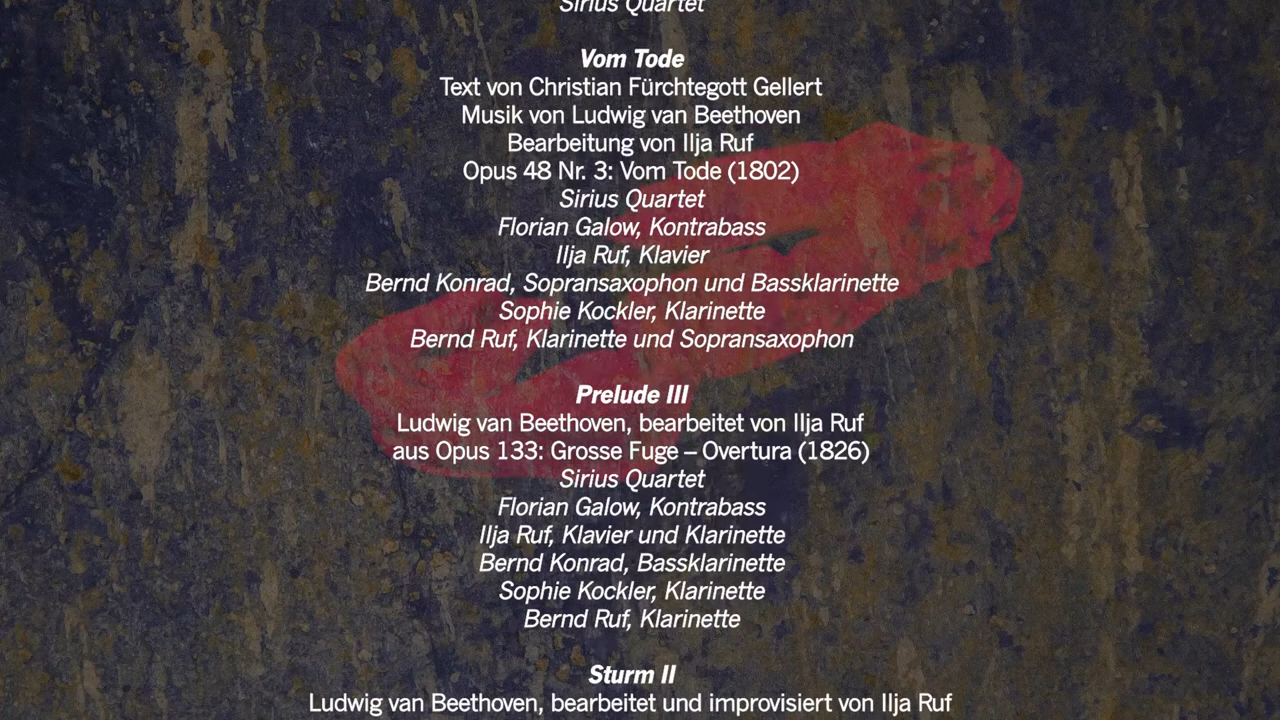 Sirius Quartet
Vom Tode
Text von Christian Fürchtegott Gellert
Musik von Ludwig van Beethoven
Bearbeitung von Ilja Ruf
Opus 48 Nr. 3: Vom Tode (1802)
Sirius Quartet
Florian Galow, Kontrabass
Ilja Ruf, Klavier
Bernd Konrad, Sopransaxophon und Bassklarinette
Sophie Kockler, Klarinette
Bernd Ruf, Klarinette und Sopransaxophon
Prelude III
Ludwig van Beethoven, bearbeitet von Ilja Ruf
aus Opus 133: Grosse Fuge – Overtura (1826)
Sirius Quartet
Florian Galow, Kontrabass
Ilja Ruf, Klavier und Klarinette
Bernd Konrad, Bassklarinette
Sophie Kockler, Klarinette
Bernd Ruf, Klarinette
Sturm II
Ludwig van Beethoven, bearbeitet und improvisiert von Ilja Ruf